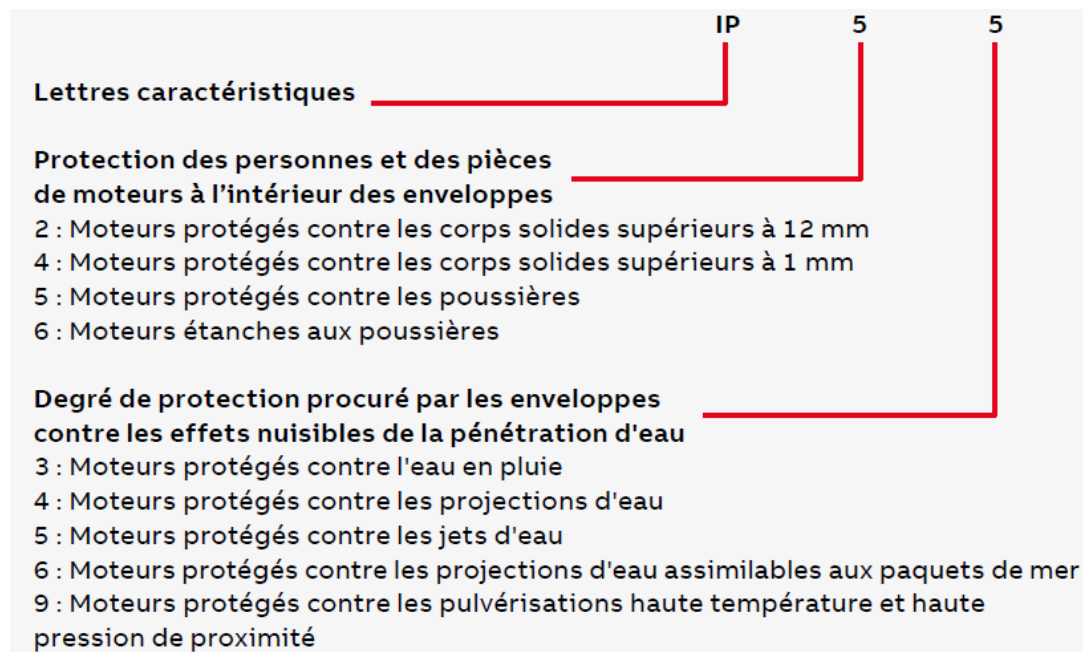 IP 5 5
Lettres caractéristiques
Protection des personnes et des pièces
de moteurs à l’intérieur des enveloppes
2 : Moteurs protégés contre les corps solides supérieurs à 12 mm
4 : Moteurs protégés contre les corps solides supérieurs à 1 mm
5 : Moteurs protégés contre les poussières
6 : Moteurs étanches aux poussières
Degré de protection procuré par les enveloppes
contre les effets nuisibles de la pénétration d'eau
3 : Moteurs protégés contre l'eau en pluie
4 : Moteurs protégés contre les projections d'eau
5 : Moteurs protégés contre les jets d'eau
6 : Moteurs protégés contre les projections d'eau assimilables aux paquets de mer
9 : Moteurs protégés contre les pulvérisations haute température et haute
pression de proximité